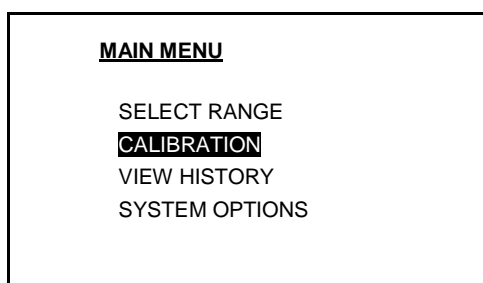 MAIN MENU
SELECT RANGE
CALIBRATION
VIEW HISTORY
SYSTEM OPTIONS